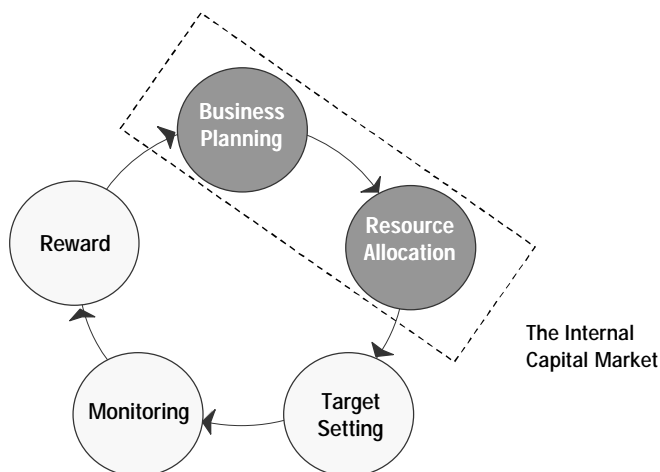 Business
Planning
Resource
Allocation
Reward
The Internal
Capital Market
Monitoring
Target
Setting